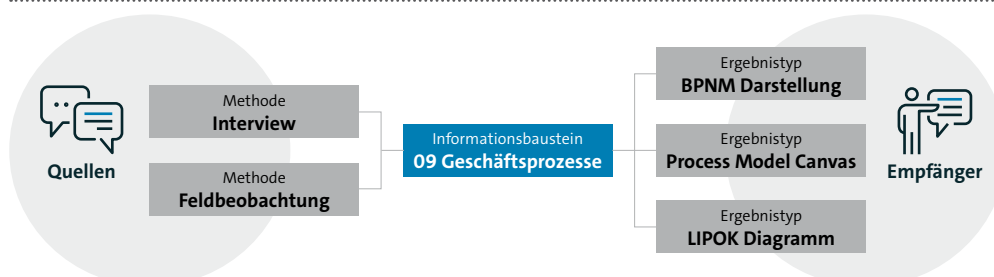 Quellen
Methode
Interview
Methode
Feldbeobachtung
Informationsbaustein
09 Geschäftsprozesse
Ergebnistyp
BPNM Darstellung
Ergebnistyp
Process Model Canvas
Ergebnistyp
LIPOK Diagramm
Empfänger